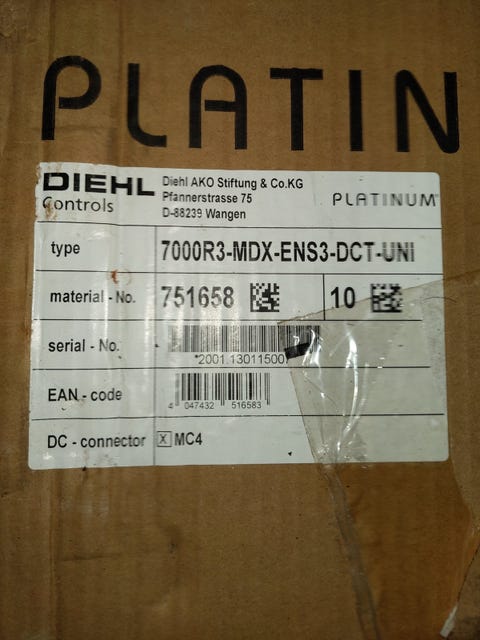 PLATIN
DIEHL
Controls
Diehl AKO Stiftung & Co.KG
Pfannerstrasse 75
D-88239 Wangen
PLATINUM®
type 7000R3-MDX-ENS3-DCT-UNI
material - No. 751658 10
serial - No.
*2001.13011500
EAN - code
4 047432 516583
DC - connector X MC4